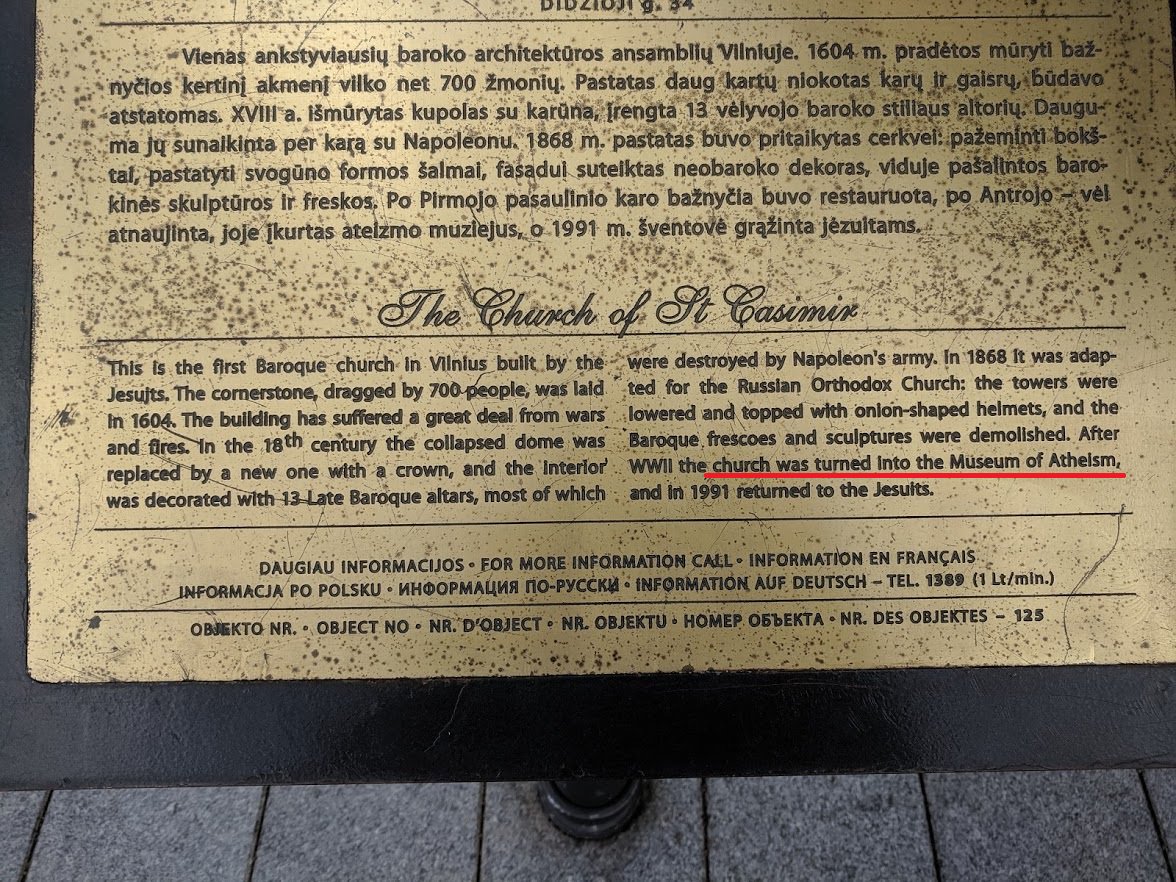 DIDŽIOJI g. 34
Vienas ankstyviausių baroko architektūros ansamblių Vilniuje. 1604 m. pradėtos mūryti baž-
nyčios kertinį akmenį vilko net 700 žmonių. Pastatas daug kartų niokotas karų ir gaisrų, būdavo
atstatomas. XVIII a. išmūrytas kupolas su karūna, įrengta 13 vėlyvojo baroko stiliaus altorių. Daugu-
ma jų sunaikinta per karą su Napoleonu. 1868 m. pastatas buvo pritaikytas cerkvei: pažeminti bokš-
tai, pastatyti svogūno formos šalmai, fasadui suteiktas neobaroko dekoras, viduje pašalintos baro-
kinės skulptūros ir freskos. Po Pirmojo pasaulinio karo bažnyčia buvo restauruota, po Antrojo – vėl
atnaujinta, joje įkurtas ateizmo muziejus, o 1991 m. šventovė grąžinta jėzuitams.
The Church of St Casimir
This is the first Baroque church in Vilnius built by the
Jesuits. The cornerstone, dragged by 700 people, was laid
in 1604. The building has suffered a great deal from wars
and fires. In the 18th century the collapsed dome was
replaced by a new one with a crown, and the interior
was decorated with 13 Late Baroque altars, most of which
were destroyed by Napoleon's army. In 1868 it was adap-
ted for the Russian Orthodox Church: the towers were
lowered and topped with onion-shaped helmets, and the
Baroque frescoes and sculptures were demolished. After
WWII the church was turned into the Museum of Atheism,
and in 1991 returned to the Jesuits.
DAUGIAU INFORMACIJOS • FOR MORE INFORMATION CALL • INFORMATION EN FRANÇAIS
INFORMACJA PO POLSKU • ИНФОРМАЦИЯ ПО-РУССКИ • INFORMATION AUF DEUTSCH – TEL. 1389 (1 Lt/min.)
OBJEKTO NR. • OBJECT NO • NR. D'OBJECT • NR. OBJEKTU • НОМЕР ОБЪЕКТА • NR. DES OBJEKTES – 125